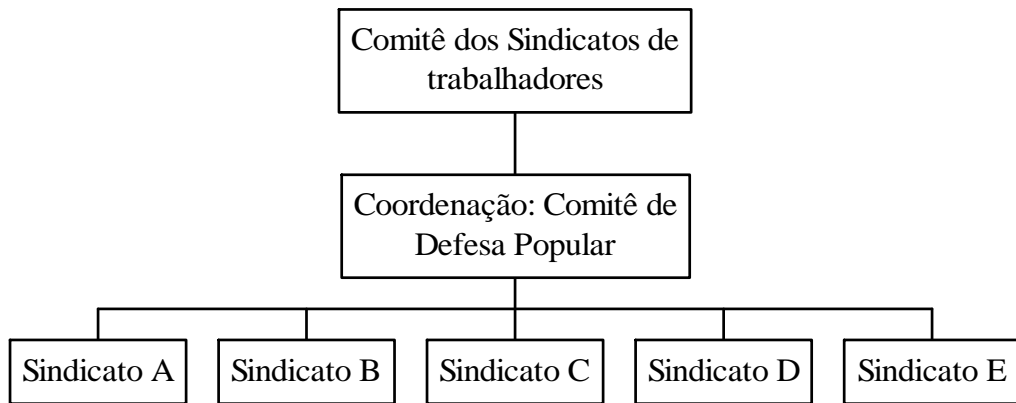 Comitê dos Sindicatos de
trabalhadores
Coordenação: Comitê de
Defesa Popular
Sindicato A
Sindicato B
Sindicato C
Sindicato D
Sindicato E